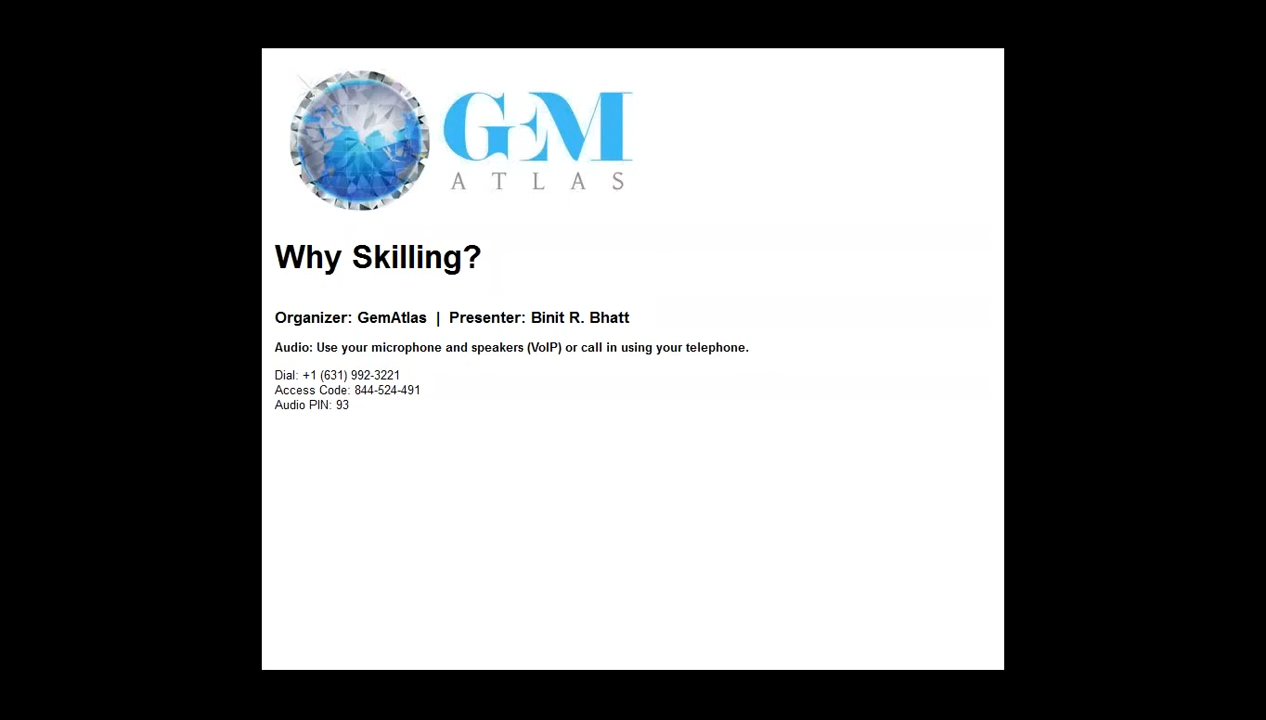 GEM
ATLAS
Why Skilling?
Organizer: GemAtlas | Presenter: Binit R. Bhatt
Audio: Use your microphone and speakers (VoIP) or call in using your telephone.
Dial: +1 (631) 992-3221
Access Code: 844-524-491
Audio PIN: 93